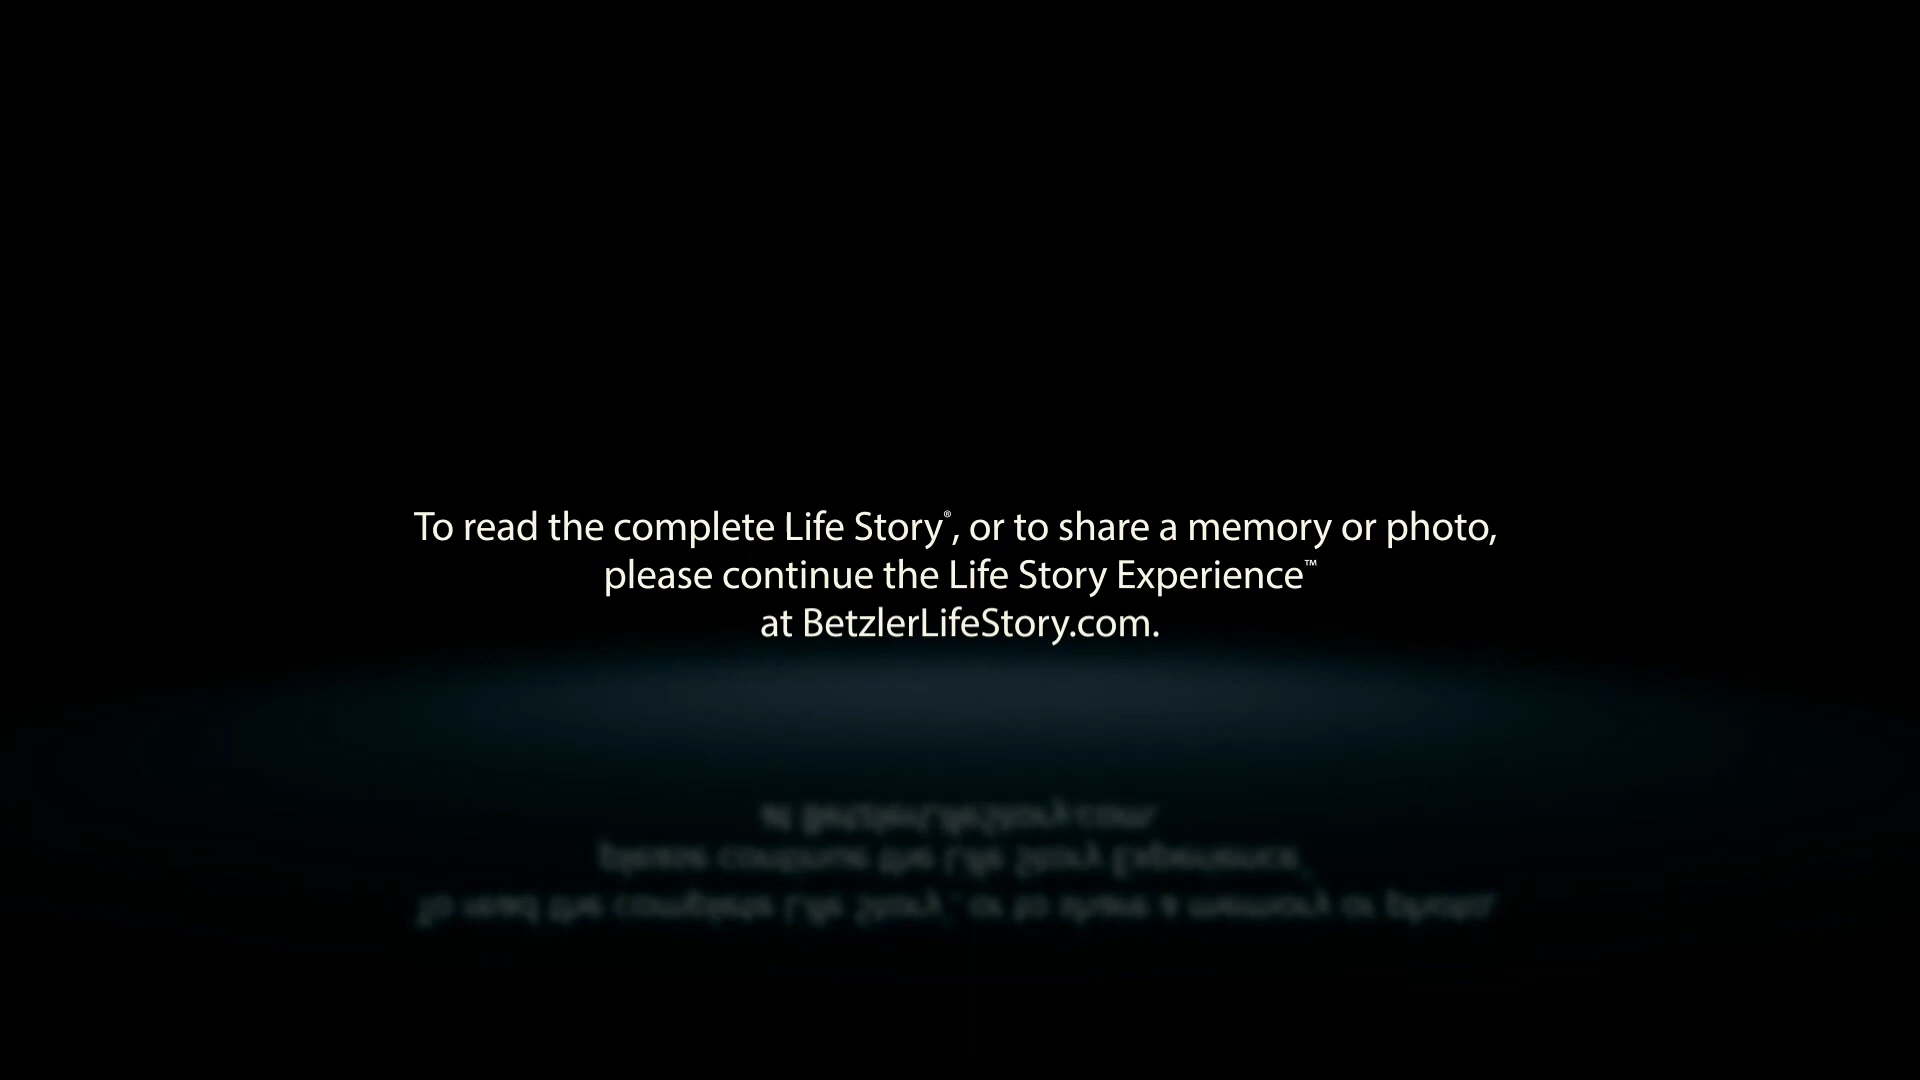 To read the complete Life Story®, or to share a memory or photo,
please continue the Life Story Experience™
at BetzlerLifeStory.com.